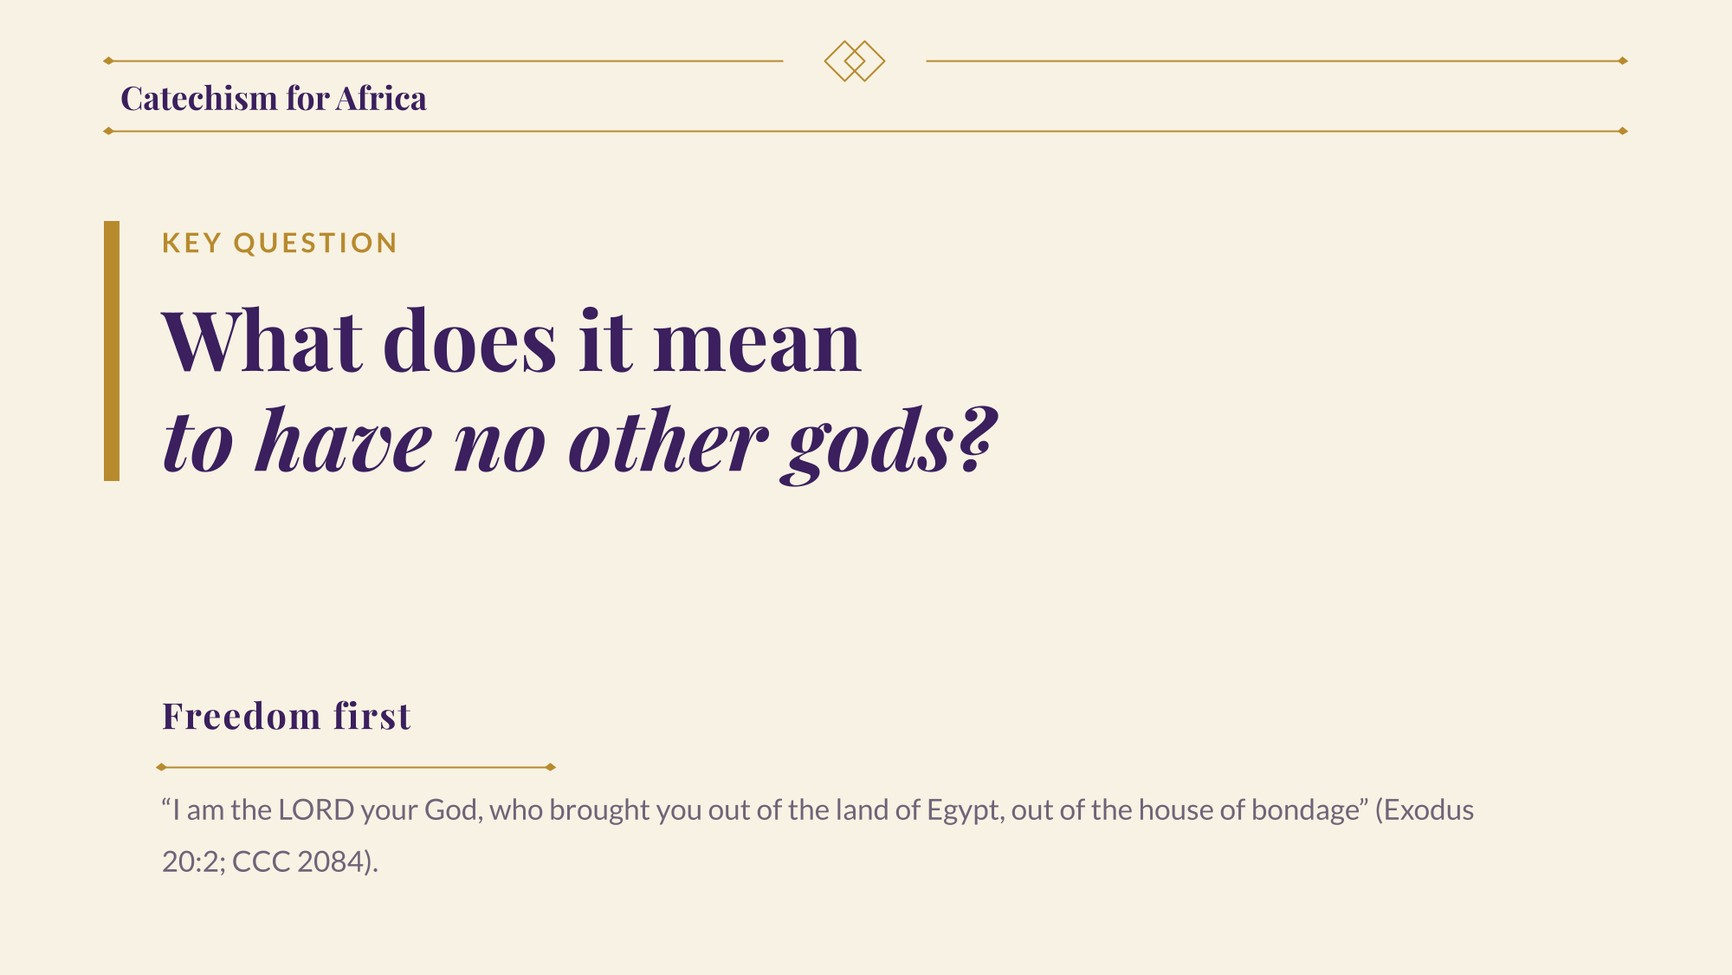 Catechism for Africa
KEY QUESTION
What does it mean
to have no other gods?
Freedom first
“I am the LORD your God, who brought you out of the land of Egypt, out of the house of bondage” (Exodus
20:2; CCC 2084).